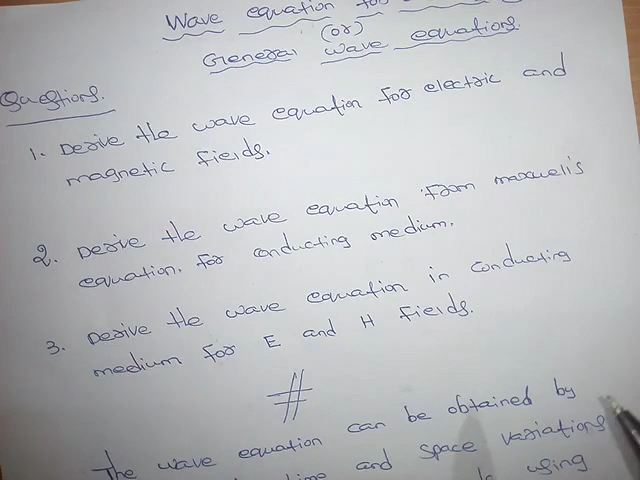 Wave equation for
(or)
General wave equations.
Questions.
1. Derive the wave equation for electric and
magnetic fields.
2. Derive the wave equation from maxwell's
equation. for conducting medium.
3. Derive the wave equation in conducting
medium for E and H fields.
#
The wave equation can be obtained by
time and space variations
using